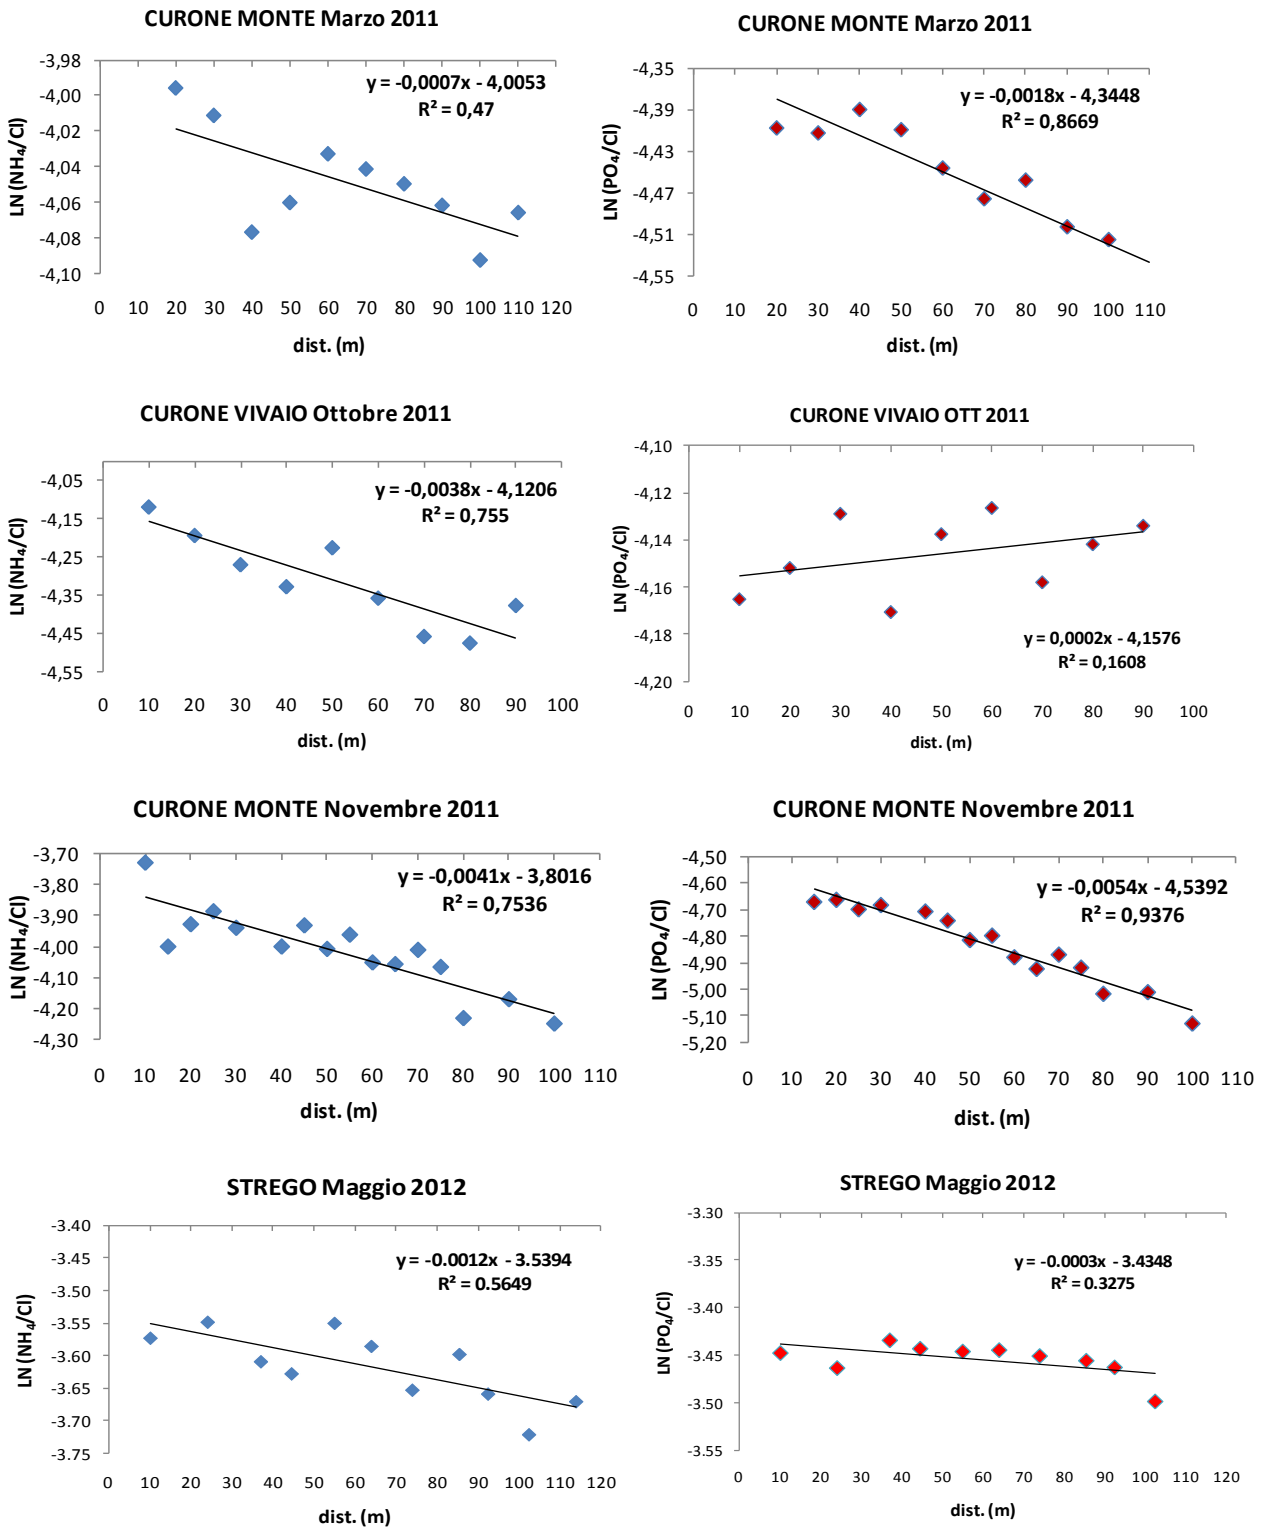 CURONE MONTE Marzo 2011
y = -0,0007x - 4,0053
R² = 0,47
-3,98
-4,00
-4,02
-4,04
-4,06
-4,08
-4,10
LN (NH₄/Cl)
0 10 20 30 40 50 60 70 80 90 100 110 120
dist. (m)
CURONE MONTE Marzo 2011
y = -0,0018x - 4,3448
R² = 0,8669
-4,35
-4,39
-4,43
-4,47
-4,51
-4,55
LN (PO₄/Cl)
0 10 20 30 40 50 60 70 80 90 100 110
dist. (m)
CURONE VIVAIO Ottobre 2011
y = -0,0038x - 4,1206
R² = 0,755
-4,05
-4,15
-4,25
-4,35
-4,45
-4,55
LN (NH₄/Cl)
0 10 20 30 40 50 60 70 80 90 100
dist. (m)
CURONE VIVAIO OTT 2011
-4,10
-4,12
-4,14
-4,16
-4,18
-4,20
LN (PO₄/Cl)
y = 0,0002x - 4,1576
R² = 0,1608
0 10 20 30 40 50 60 70 80 90 100
dist. (m)
CURONE MONTE Novembre 2011
y = -0,0041x - 3,8016
R² = 0,7536
-3,70
-3,80
-3,90
-4,00
-4,10
-4,20
-4,30
LN (NH₄/Cl)
0 10 20 30 40 50 60 70 80 90 100 110
dist. (m)
CURONE MONTE Novembre 2011
y = -0,0054x - 4,5392
R² = 0,9376
-4,50
-4,60
-4,70
-4,80
-4,90
-5,00
-5,10
-5,20
LN (PO₄/Cl)
0 10 20 30 40 50 60 70 80 90 100 110
dist. (m)
STREGO Maggio 2012
y = -0.0012x - 3.5394
R² = 0.5649
-3.40
-3.45
-3.50
-3.55
-3.60
-3.65
-3.70
-3.75
LN (NH₄/Cl)
0 10 20 30 40 50 60 70 80 90 100 110 120
dist. (m)
STREGO Maggio 2012
y = -0.0003x - 3.4348
R² = 0.3275
-3.30
-3.35
-3.40
-3.45
-3.50
-3.55
LN (PO₄/Cl)
0 10 20 30 40 50 60 70 80 90 100 110 120
dist. (m)